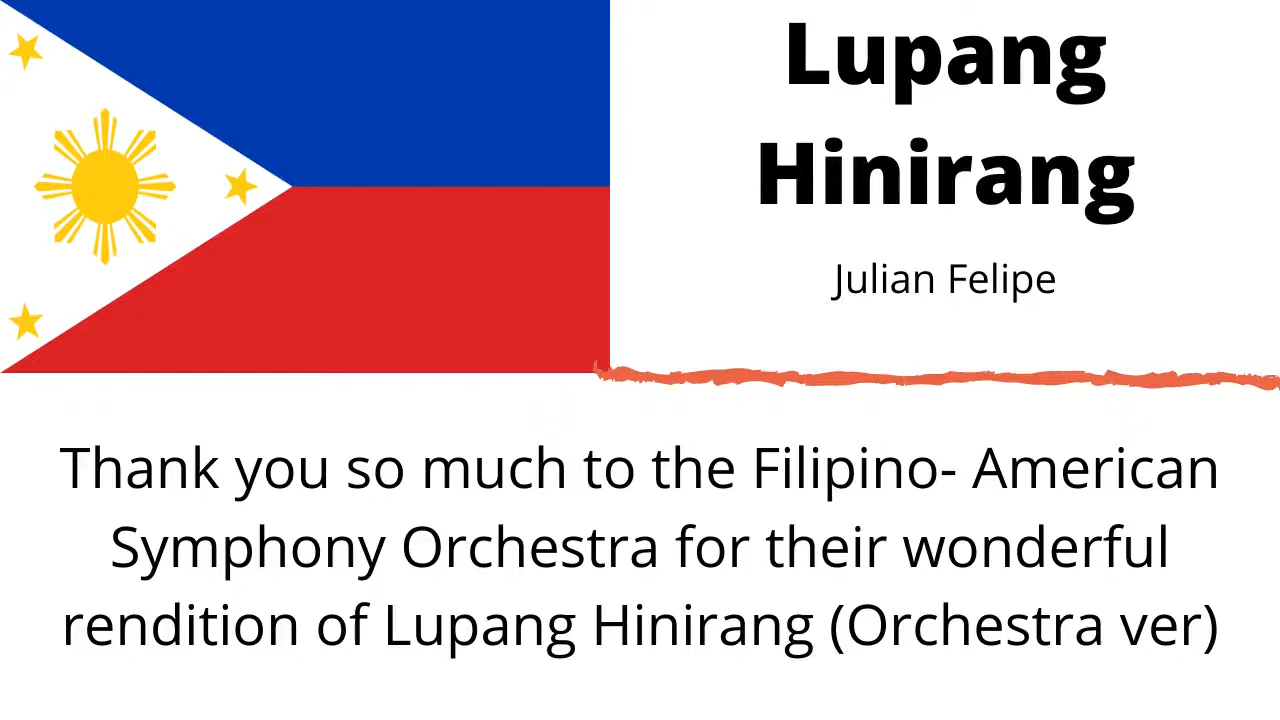 Lupang
Hinirang
Julian Felipe
Thank you so much to the Filipino- American
Symphony Orchestra for their wonderful
rendition of Lupang Hinirang (Orchestra ver)